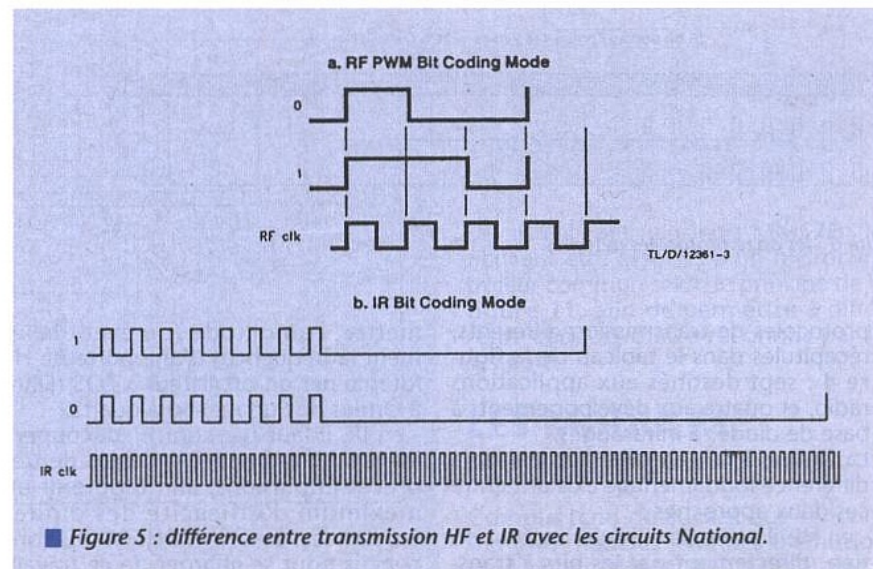 a. RF PWM Bit Coding Mode
0
1
RF clk
TL/D/12361-3
b. IR Bit Coding Mode
1
0
IR clk
Figure 5 : différence entre transmission HF et IR avec les circuits National.